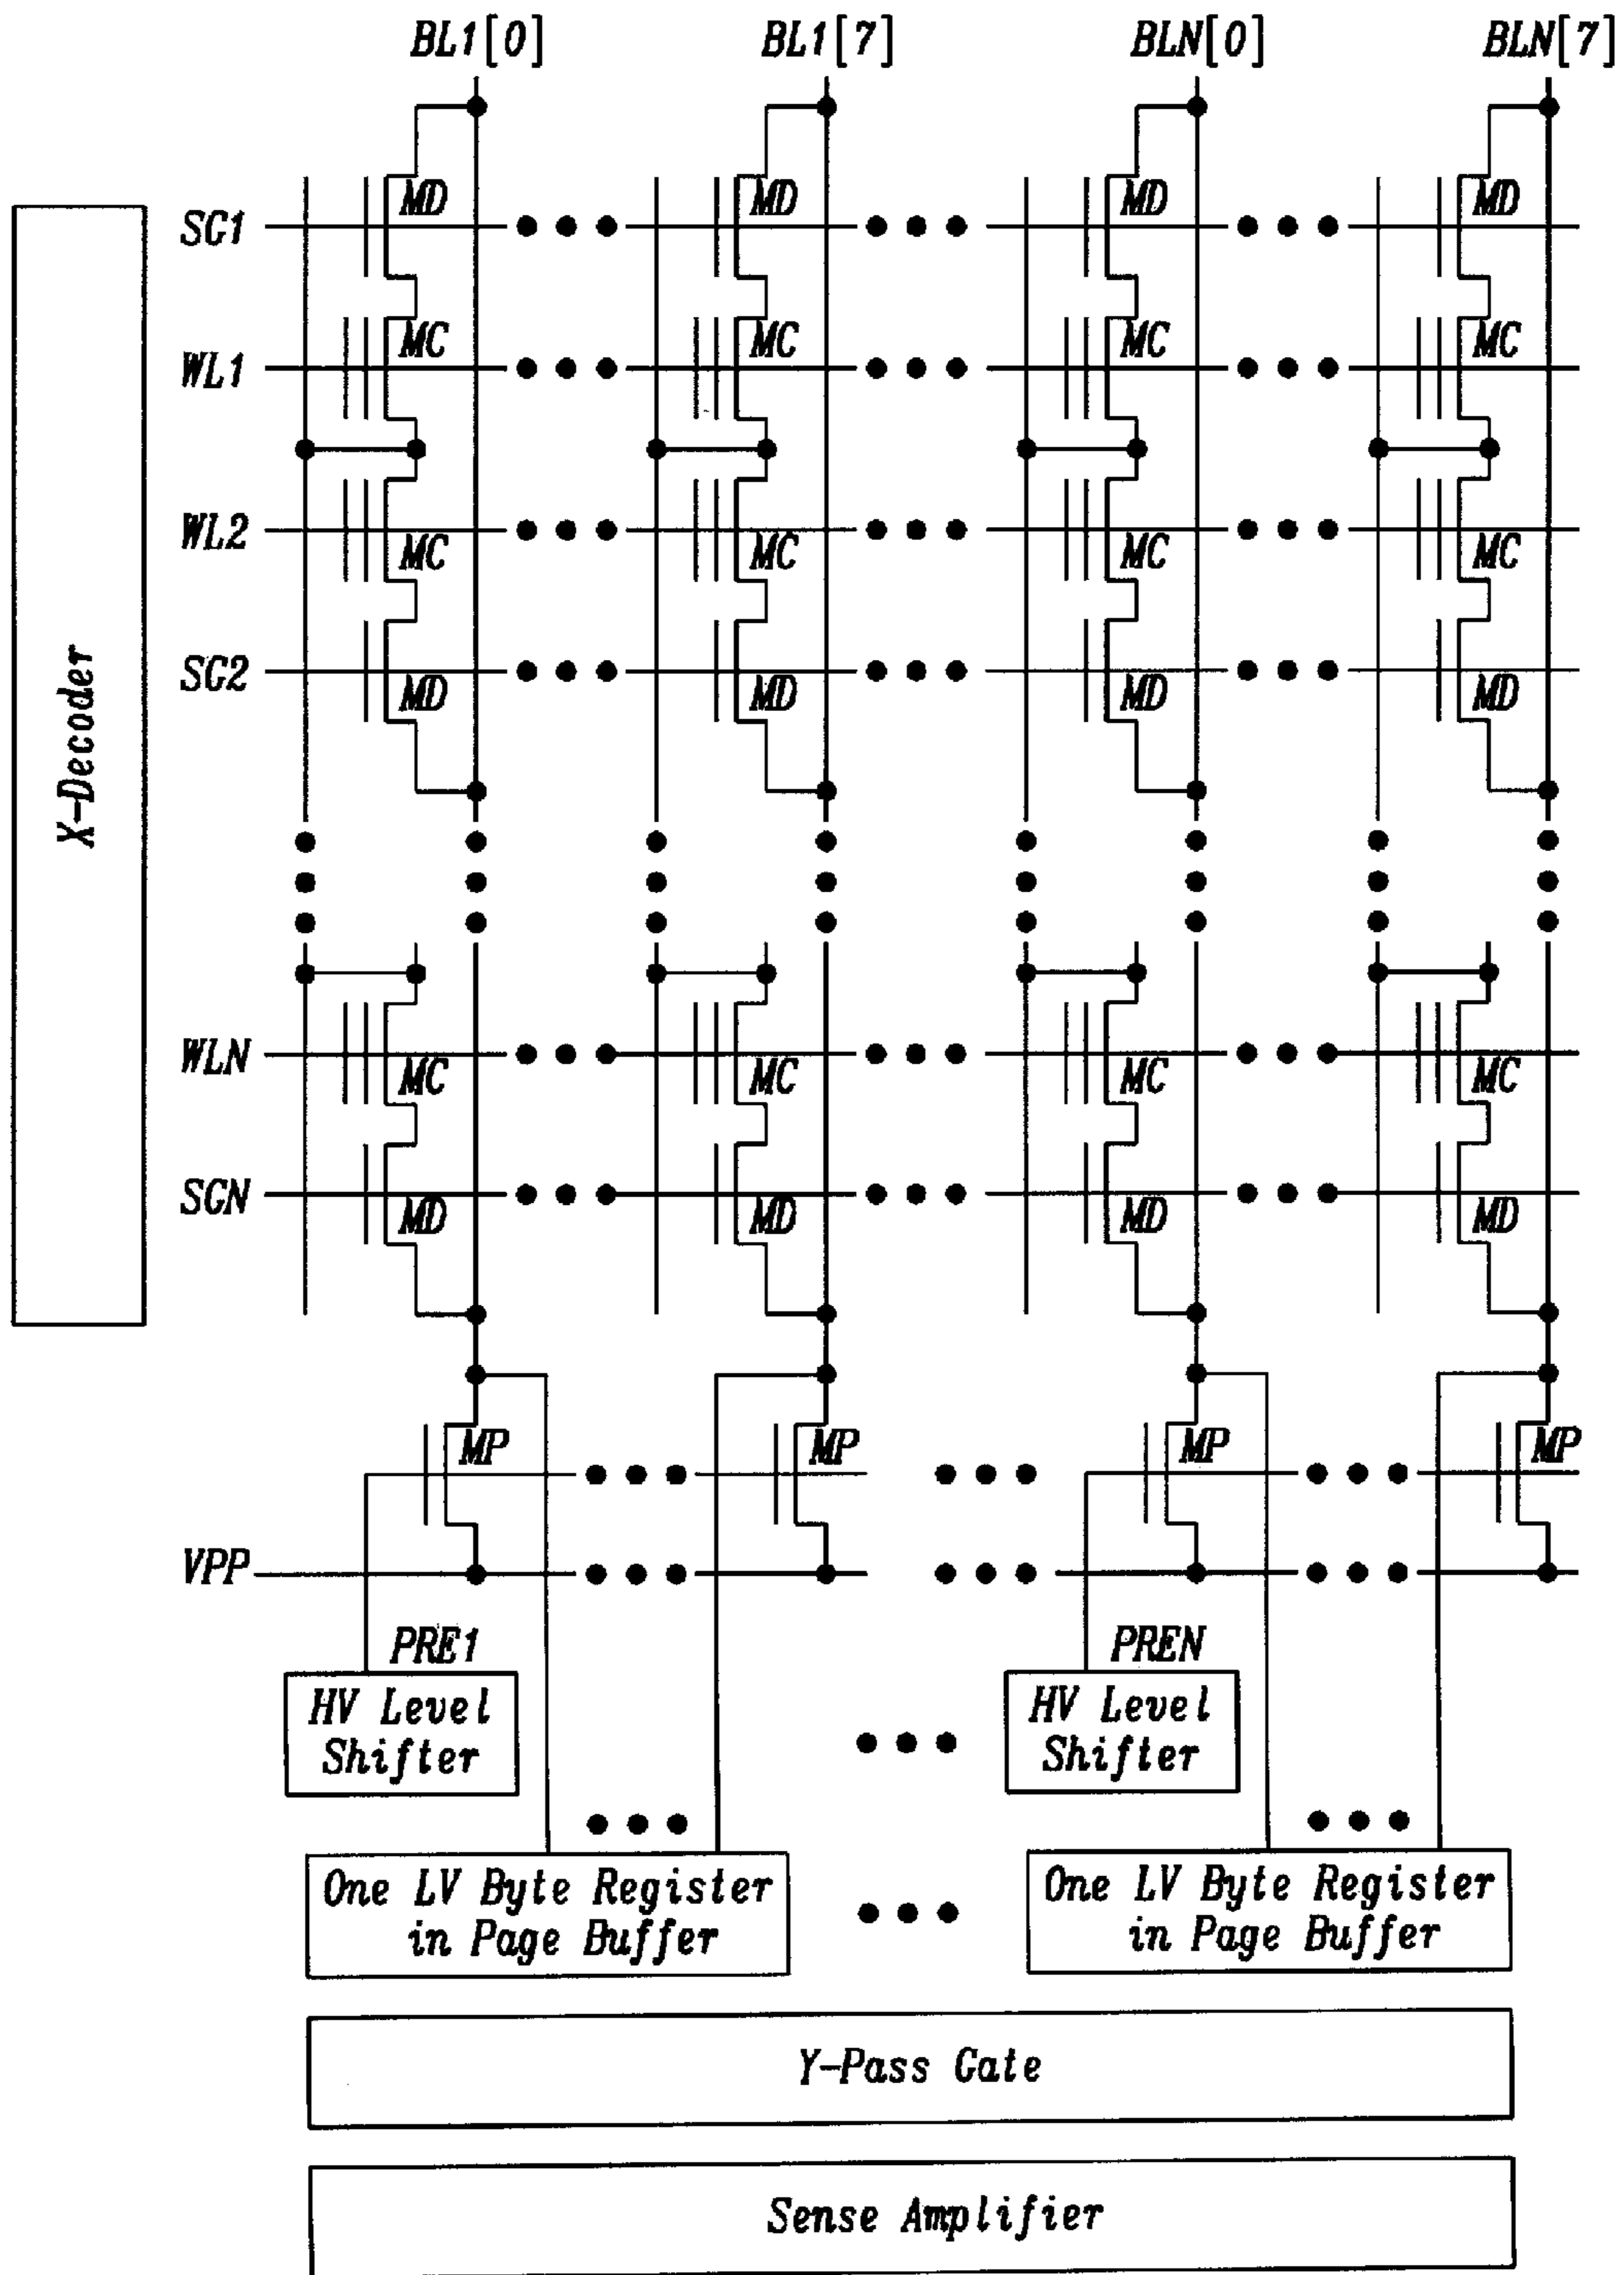 BL1[0] BL1[7] BLN[0] BLN[7]
SG1 MD MD MD MD
WL1 MC MC MC MC
WL2 MC MC MC MC
SG2 MD MD MD MD
X-Decoder
WLN MC MC MC MC
SGN MD MD MD MD
MP MP MP MP
VPP
PRE1 PREN
HV Level HV Level
Shifter Shifter
One LV Byte Register One LV Byte Register
in Page Buffer in Page Buffer
Y-Pass Gate
Sense Amplifier